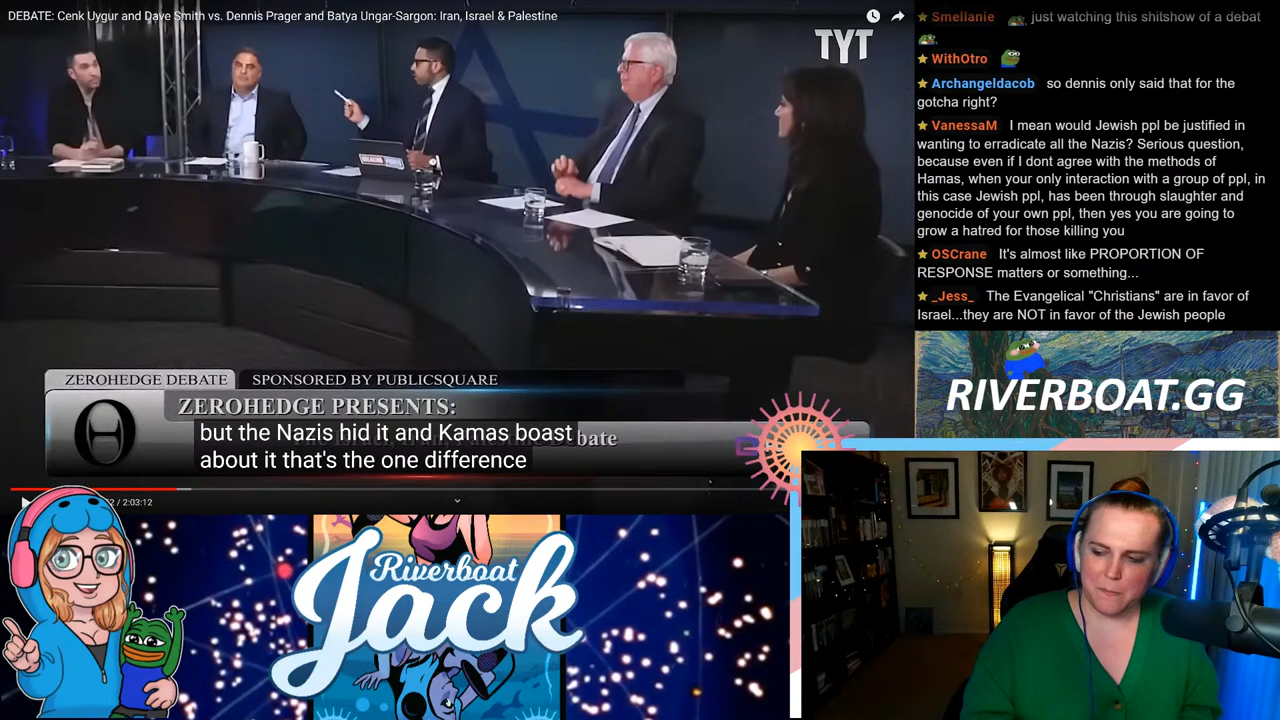 DEBATE: Cenk Uygur and Dave Smith vs. Dennis Prager and Batya Ungar-Sargon: Iran, Israel & Palestine
TYT
ZEROHEDGE DEBATE
SPONSORED BY PUBLICSQUARE
ZEROHEDGE PRESENTS:
but the Nazis hid it and Kamas boast
about it that's the one difference
/ 2:03:12
Smellanie just watching this shitshow of a debat
WithOtro
Archangeldacob so dennis only said that for the
gotcha right?
VanessaM I mean would Jewish ppl be justified in
wanting to erradicate all the Nazis? Serious question,
because even if I dont agree with the methods of
Hamas, when your only interaction with a group of ppl, in
this case Jewish ppl, has been through slaughter and
genocide of your own ppl, then yes you are going to
grow a hatred for those killing you
OSCrane It's almost like PROPORTION OF
RESPONSE matters or something...
_Jess_ The Evangelical "Christians" are in favor of
Israel...they are NOT in favor of the Jewish people
RIVERBOAT.GG
Riverboat
Jack